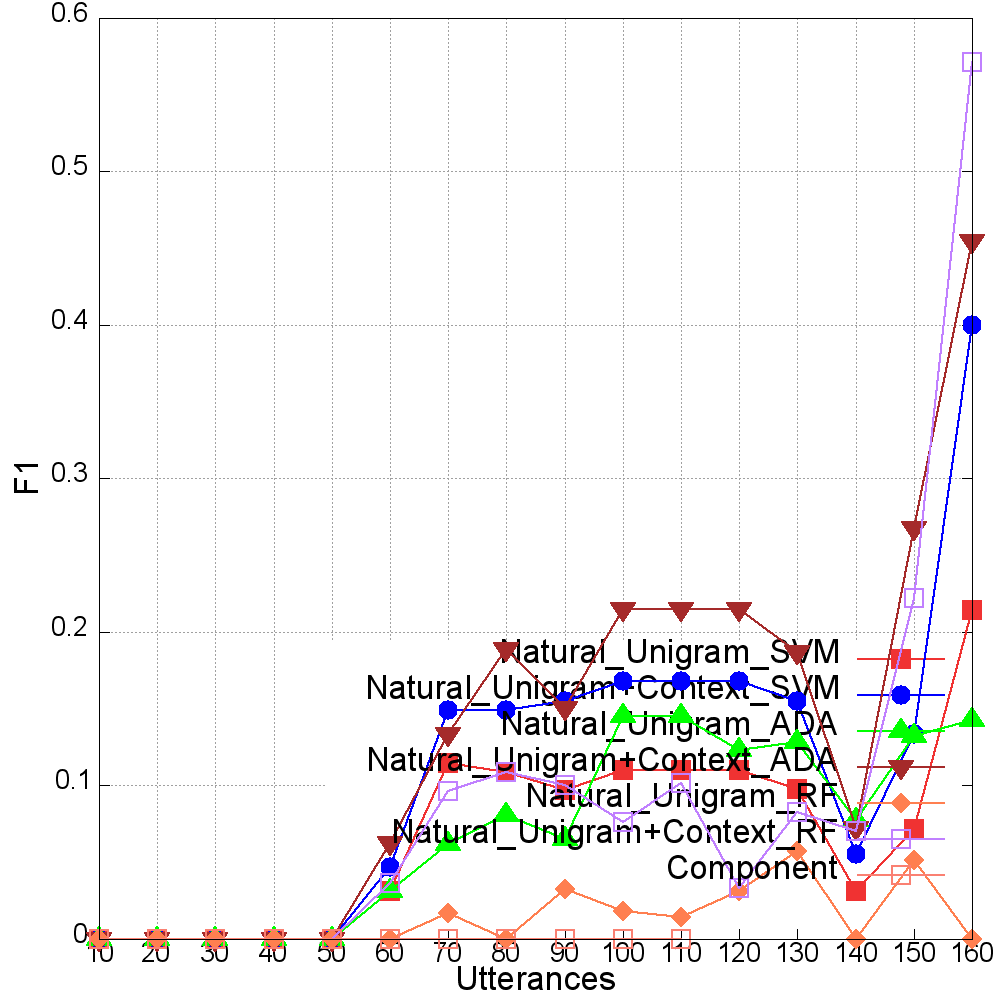 0.6
0.5
0.4
0.3
0.2
0.1
0
F1
Natural_Unigram_SVM
Natural_Unigram+Context_SVM
Natural_Unigram_ADA
Natural_Unigram+Context_ADA
Natural_Unigram_RF
Natural_Unigram+Context_RF
Component
10 20 30 40 50 60 70 80 90 100 110 120 130 140 150 160
Utterances